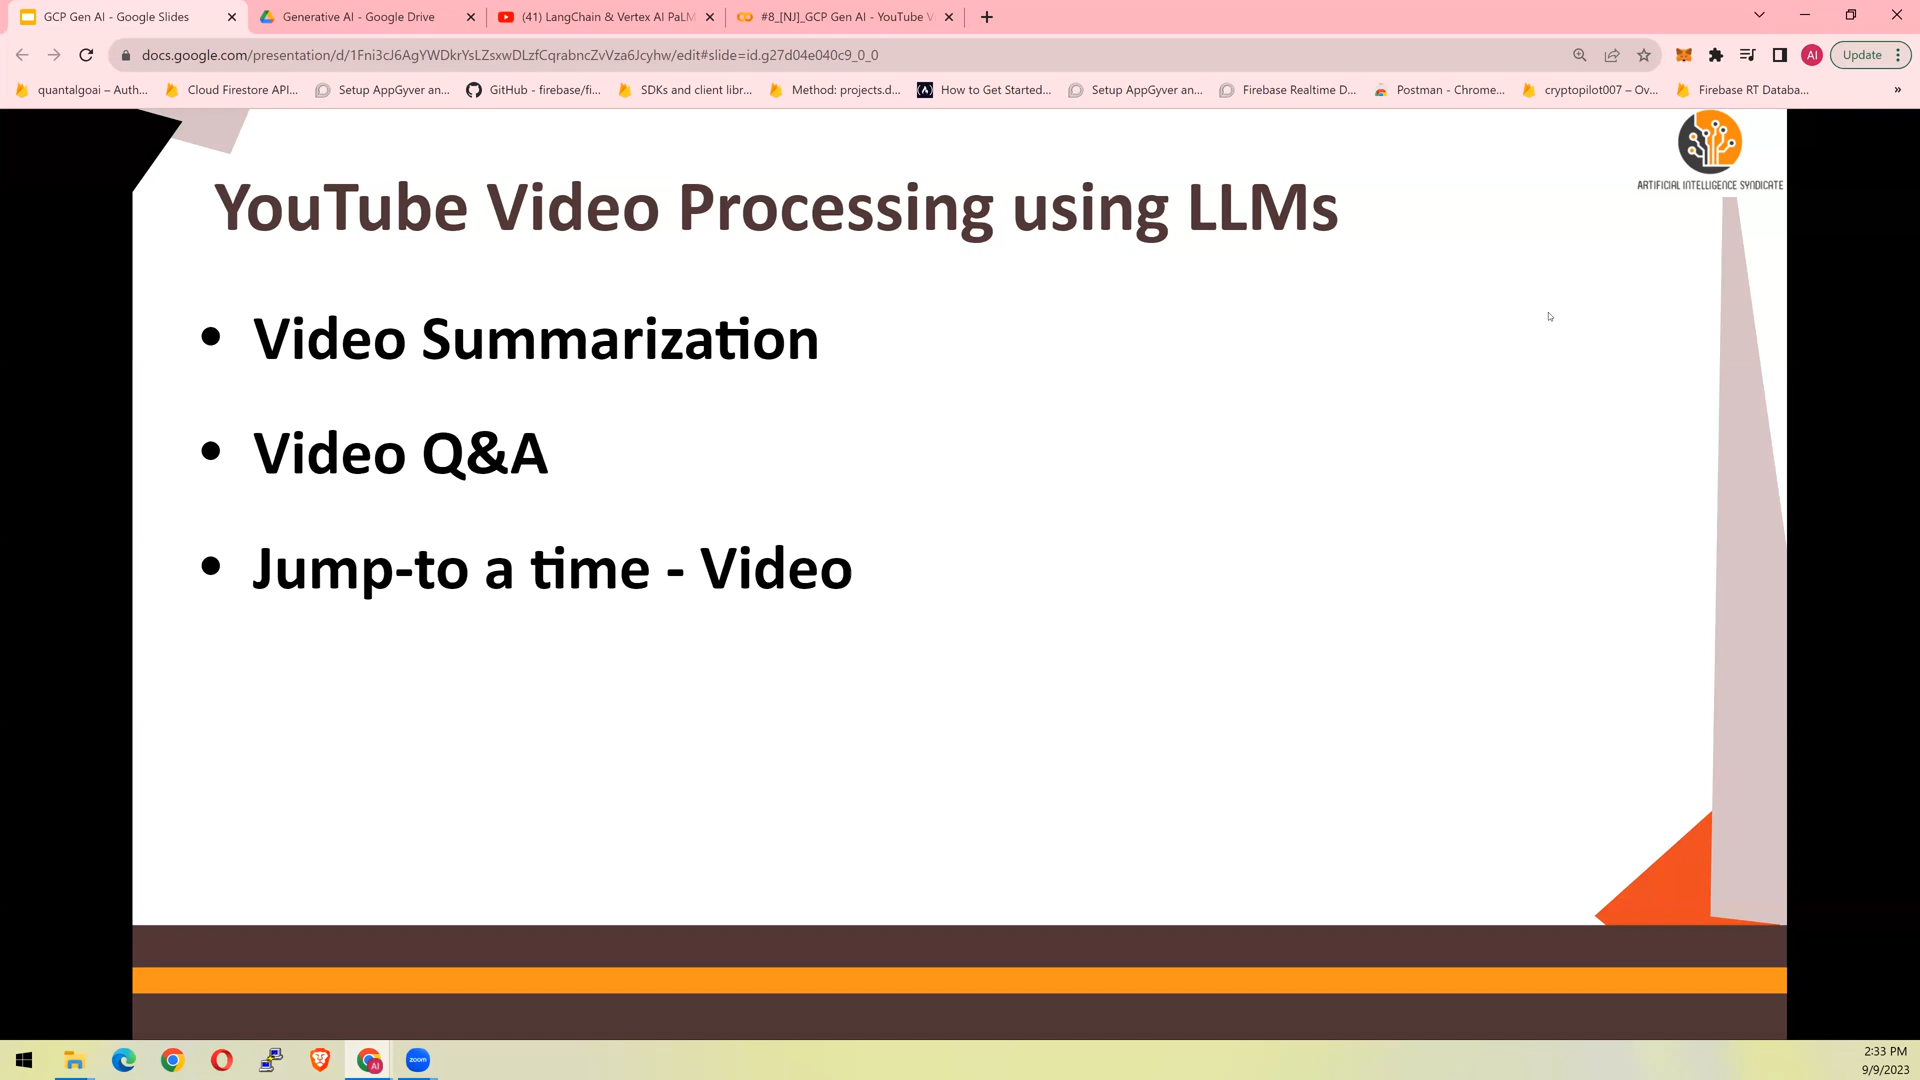 GCP Gen AI - Google Slides
Generative AI - Google Drive
(41) LangChain & Vertex AI PaLM
#8_[NJ]_GCP Gen AI - YouTube V
docs.google.com/presentation/d/1Fni3cJ6AgYWDkrYsLZsxwDLzfCqrabncZvVza6Jcyhw/edit#slide=id.g27d04e040c9_0_0
AI
Update
quantalgoai – Auth...
Cloud Firestore API...
Setup AppGyver an...
GitHub - firebase/fi...
SDKs and client libr...
Method: projects.d...
How to Get Started...
Setup AppGyver an...
Firebase Realtime D...
Postman - Chrome...
cryptopilot007 – Ov...
Firebase RT Databa...
»
ARTIFICIAL INTELLIGENCE SYNDICATE
YouTube Video Processing using LLMs
• Video Summarization
• Video Q&A
• Jump-to a time - Video
AI
zoom
2:33 PM
9/9/2023